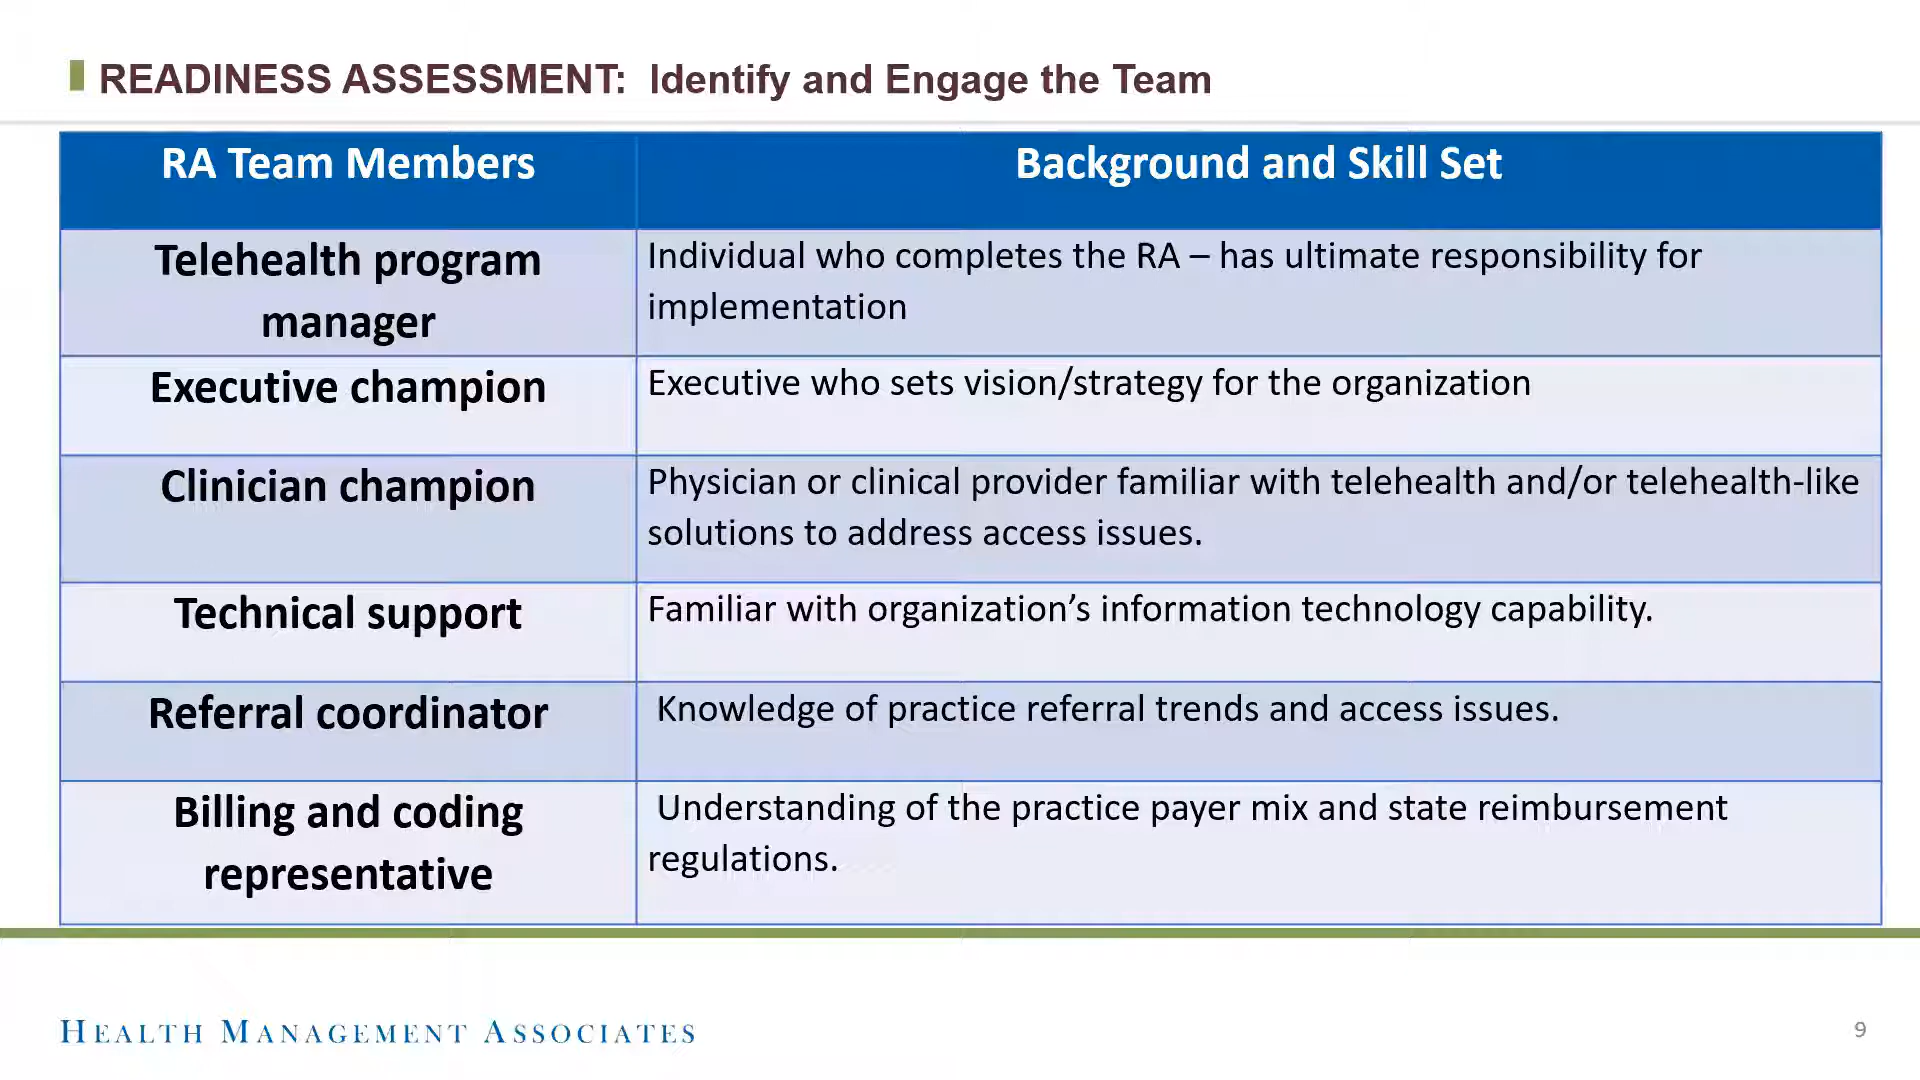 READINESS ASSESSMENT: Identify and Engage the Team
RA Team Members
Background and Skill Set
Telehealth program
manager
Individual who completes the RA – has ultimate responsibility for
implementation
Executive champion
Executive who sets vision/strategy for the organization
Clinician champion
Physician or clinical provider familiar with telehealth and/or telehealth-like
solutions to address access issues.
Technical support
Familiar with organization’s information technology capability.
Referral coordinator
Knowledge of practice referral trends and access issues.
Billing and coding
representative
Understanding of the practice payer mix and state reimbursement
regulations.
HEALTH MANAGEMENT ASSOCIATES
9